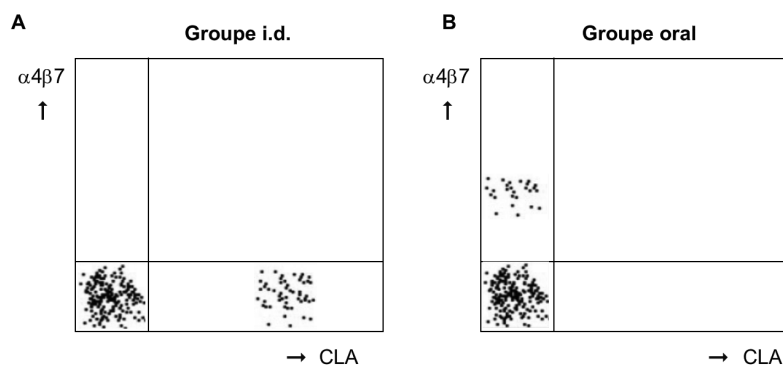 A
Groupe i.d.
α4β7
↑
→ CLA
B
Groupe oral
α4β7
↑
→ CLA